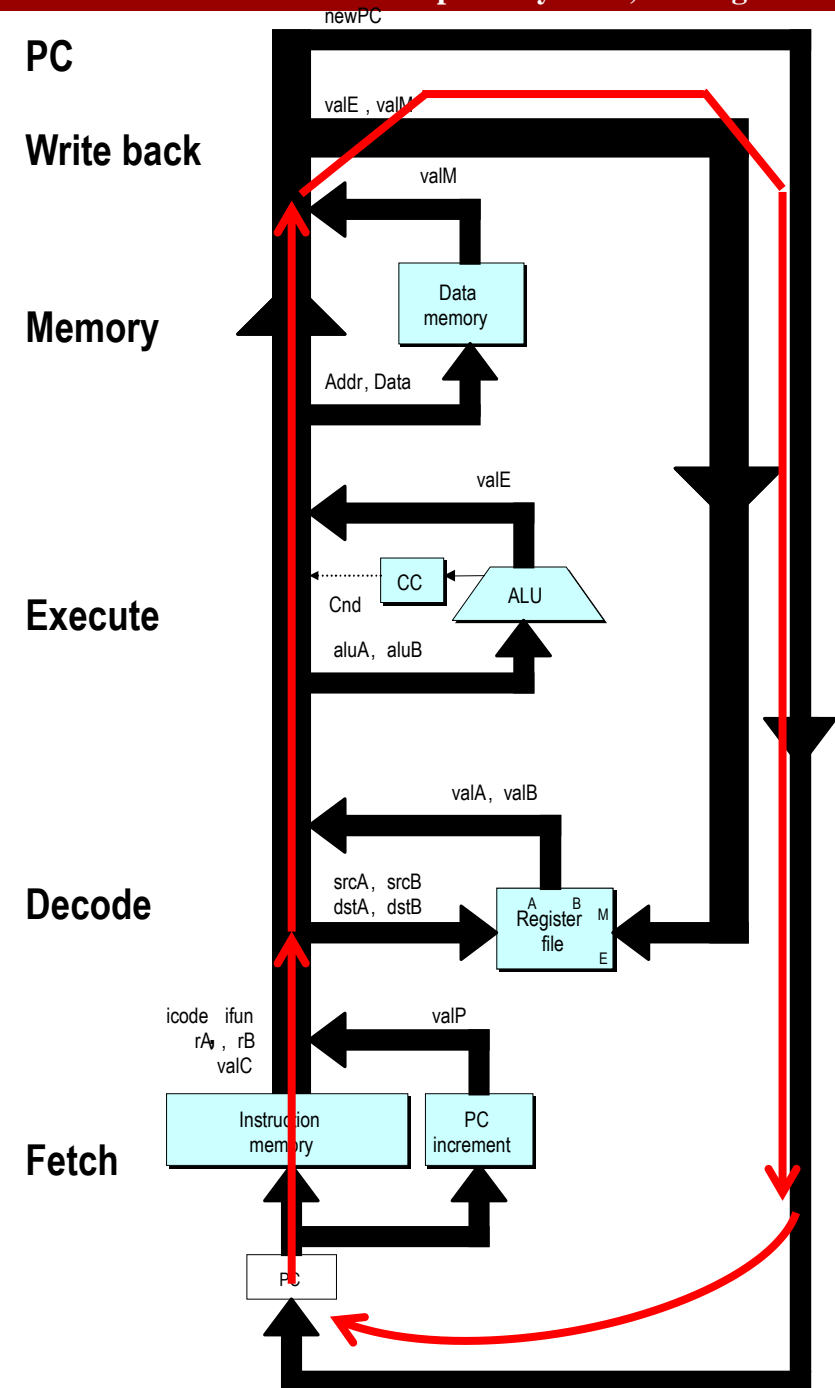 newPC
PC
valE , valM
Write back
valM
Data
memory
Memory
Addr, Data
valE
CC
ALU
Cnd
Execute
aluA, aluB
valA, valB
srcA, srcB
dstA, dstB
Decode
A B
M
Register
file
E
icode ifun
rA, , rB
valC
valP
Instruction
memory
PC
increment
Fetch
PC